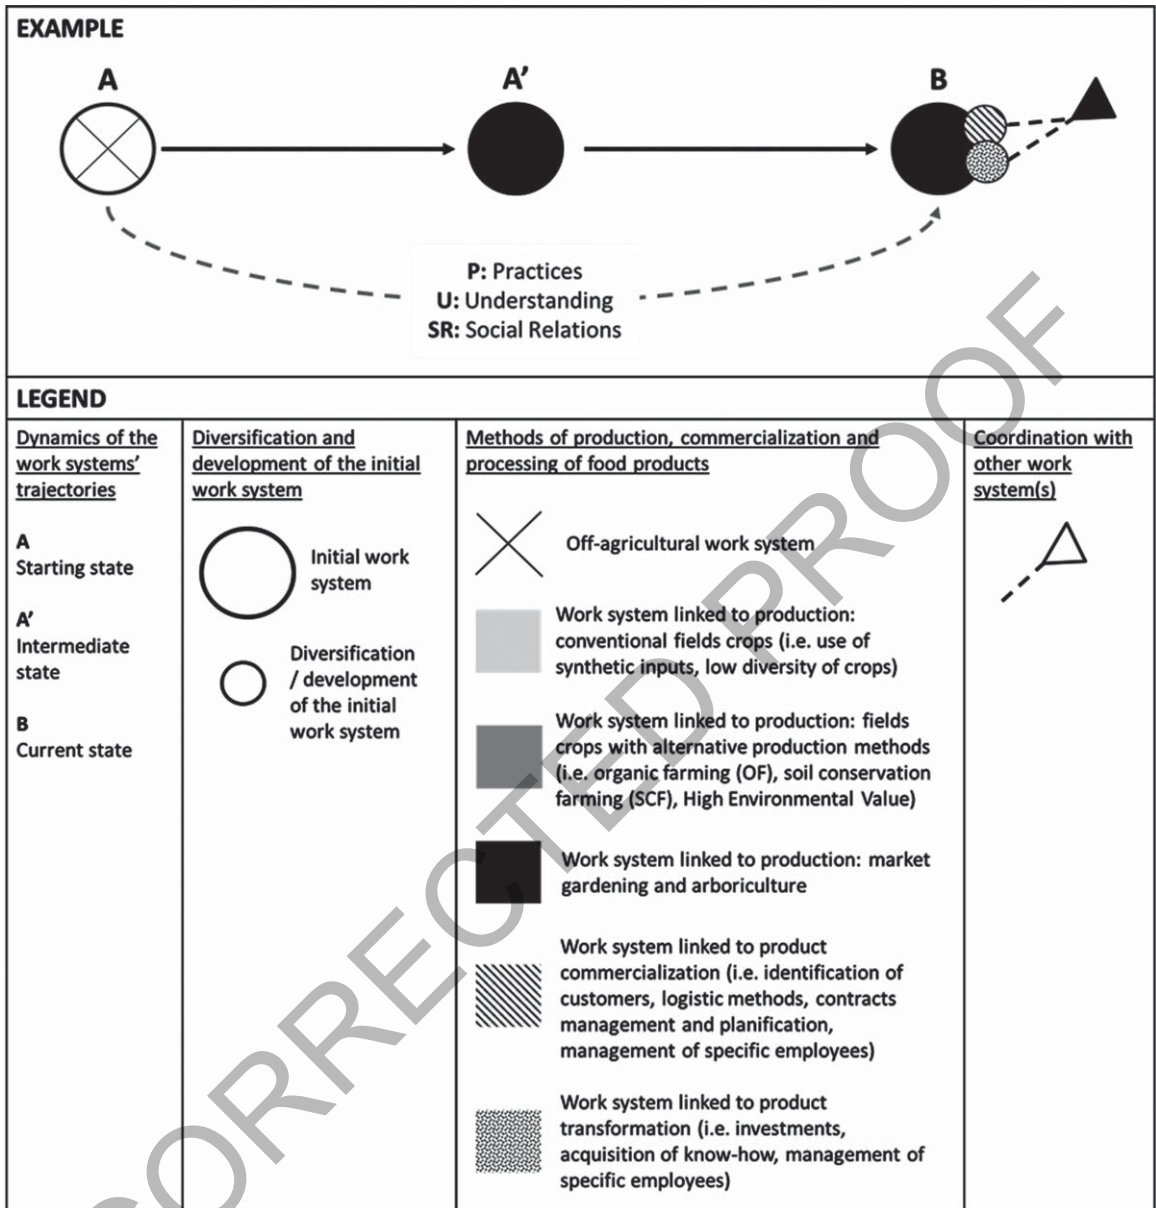 EXAMPLE
A
A’
B
P: Practices
U: Understanding
SR: Social Relations
LEGEND
Dynamics of the
work systems’
trajectories
A
Starting state
A’
Intermediate
state
B
Current state
Diversification and
development of the initial
work system
Initial work
system
Diversification
/ development
of the initial
work system
Methods of production, commercialization and
processing of food products
Off-agricultural work system
Work system linked to production:
conventional fields crops (i.e. use of
synthetic inputs, low diversity of crops)
Work system linked to production: fields
crops with alternative production methods
(i.e. organic farming (OF), soil conservation
farming (SCF), High Environmental Value)
Work system linked to production: market
gardening and arboriculture
Work system linked to product
commercialization (i.e. identification of
customers, logistic methods, contracts
management and planification,
management of specific employees)
Work system linked to product
transformation (i.e. investments,
acquisition of know-how, management of
specific employees)
Coordination with
other work
system(s)
CORRECTED PROOF